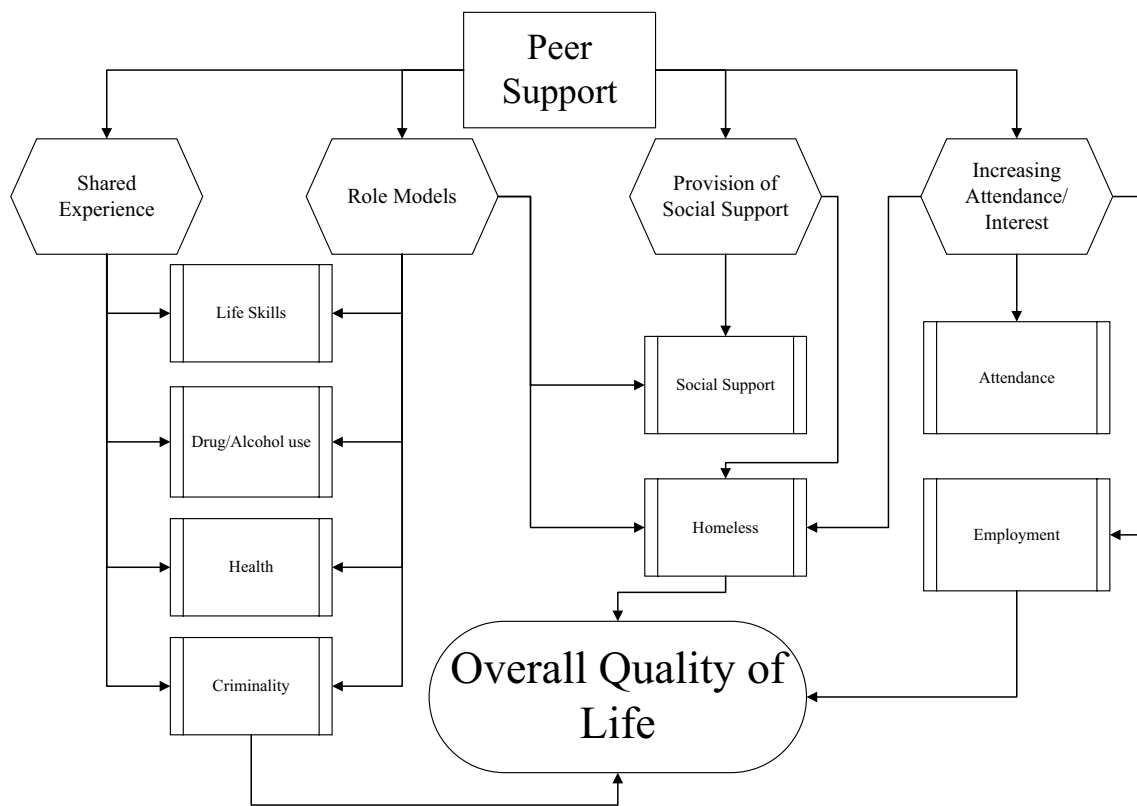 Peer
Support
Shared
Experience
Role Models
Provision of
Social Support
Increasing
Attendance/
Interest
Life Skills
Social Support
Attendance
Drug/Alcohol use
Homeless
Employment
Health
Criminality
Overall Quality of
Life